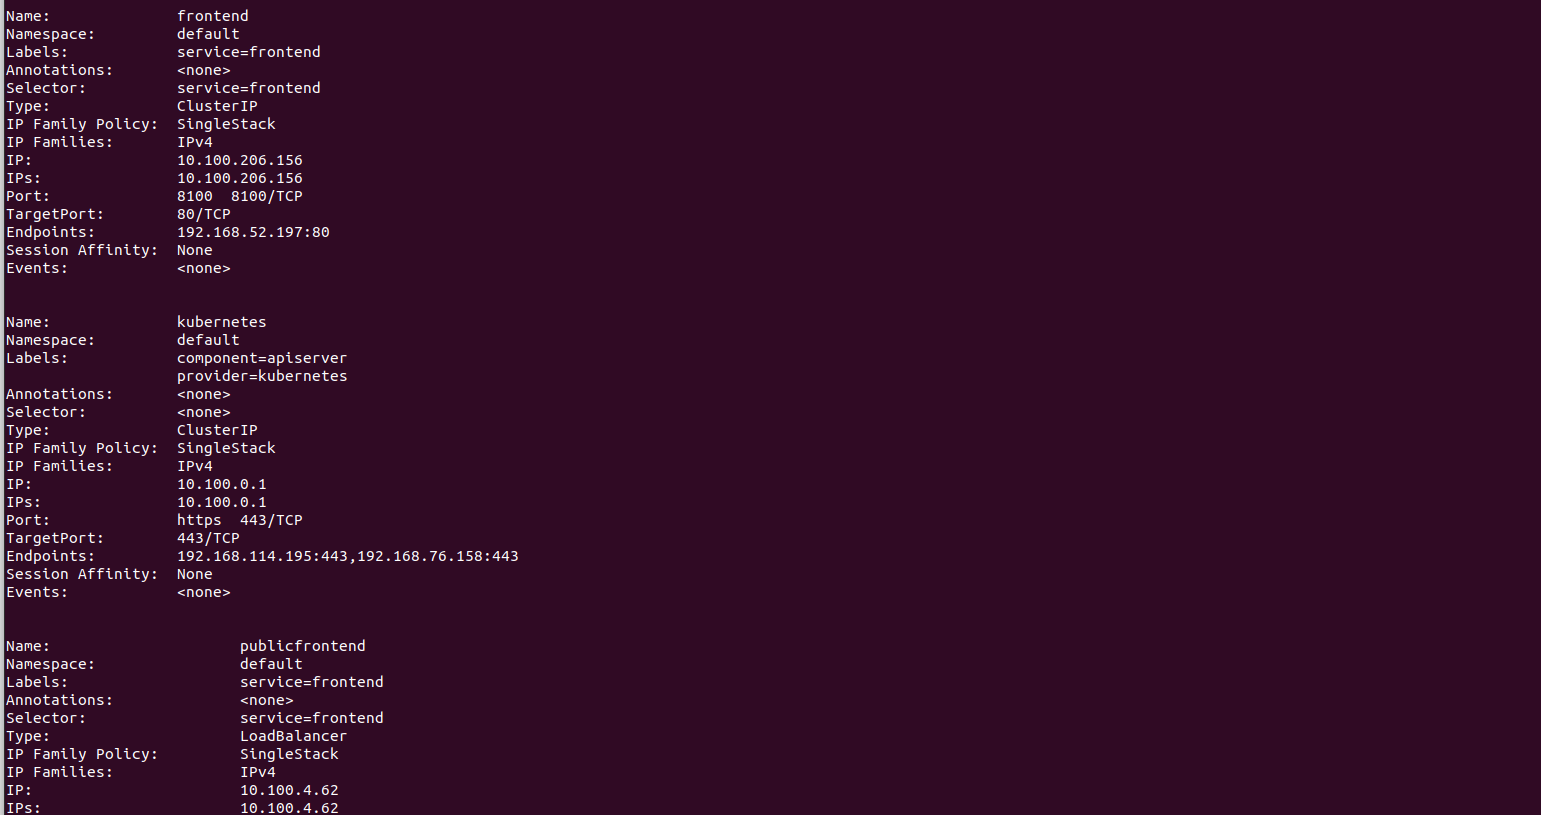 Name:              frontend
Namespace:         default
Labels:            service=frontend
Annotations:       <none>
Selector:          service=frontend
Type:              ClusterIP
IP Family Policy:  SingleStack
IP Families:       IPv4
IP:                10.100.206.156
IPs:               10.100.206.156
Port:              8100  8100/TCP
TargetPort:        80/TCP
Endpoints:         192.168.52.197:80
Session Affinity:  None
Events:            <none>
Name:              kubernetes
Namespace:         default
Labels:            component=apiserver
                   provider=kubernetes
Annotations:       <none>
Selector:          <none>
Type:              ClusterIP
IP Family Policy:  SingleStack
IP Families:       IPv4
IP:                10.100.0.1
IPs:               10.100.0.1
Port:              https  443/TCP
TargetPort:        443/TCP
Endpoints:         192.168.114.195:443,192.168.76.158:443
Session Affinity:  None
Events:            <none>
Name:                     publicfrontend
Namespace:                default
Labels:                   service=frontend
Annotations:              <none>
Selector:                 service=frontend
Type:                     LoadBalancer
IP Family Policy:         SingleStack
IP Families:              IPv4
IP:                       10.100.4.62
IPs:                      10.100.4.62